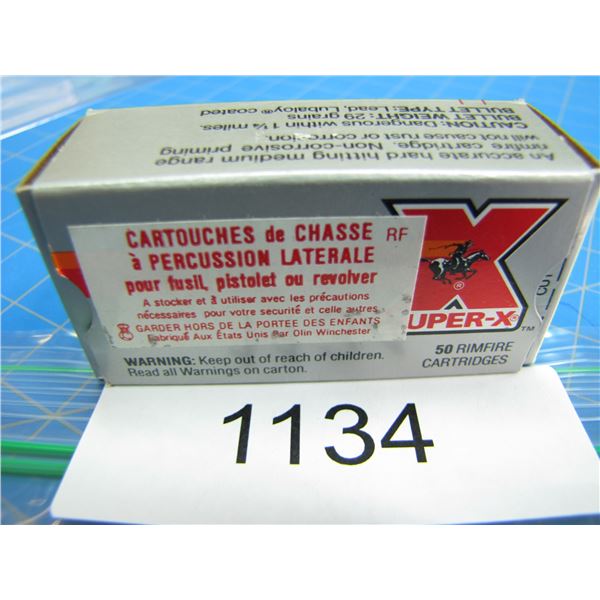 An accurate hard hitting medium range
rimfire cartridge. Non-corrosive priming
will not cause rust or corrosion.
CAUTION: Dangerous within 1¼ miles.
BULLET WEIGHT: 29 grains
BULLET TYPE: Lead, Lubaloy® coated
CARTOUCHES de CHASSE RF
à PERCUSSION LATERALE
pour fusil, pistolet ou revolver
A stocker et à utiliser avec les précautions
nécessaires pour votre securité et celle autres
GARDER HORS DE LA PORTEE DES ENFANTS
Fabrique Aux États Unis Par Olin Winchester
X
®
UPER-X®
™
WARNING: Keep out of reach of children.
Read all Warnings on carton.
50 RIMFIRE
CARTRIDGES
1134